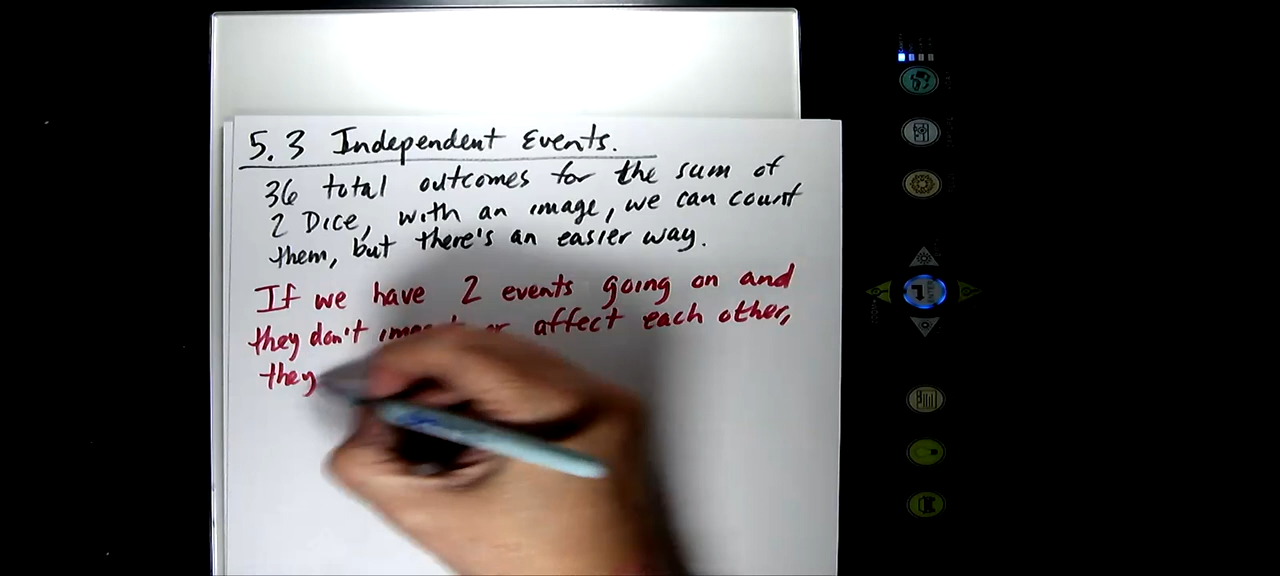 5.3 Independent Events.
36 total outcomes for the sum of
2 Dice, with an image, we can count
them, but there's an easier way.
If we have 2 events going on and
they don't or affect each other,
they